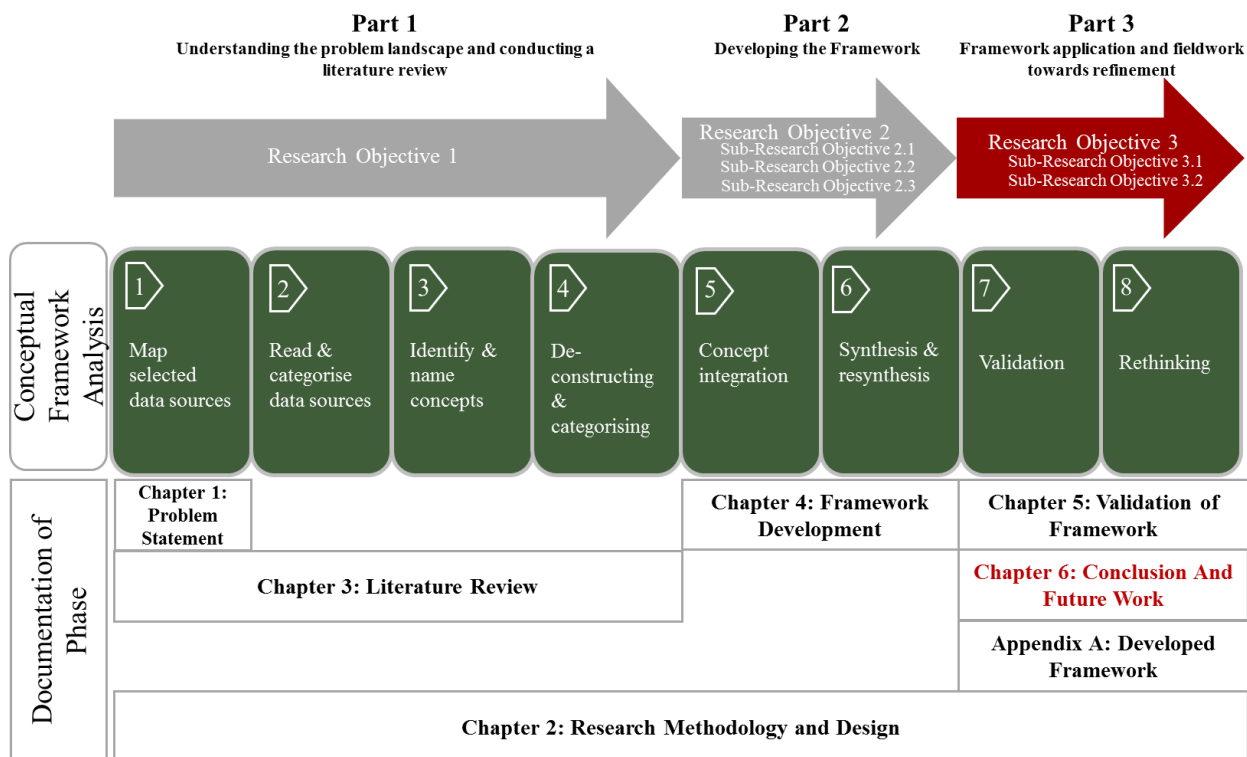 Part 1
Understanding the problem landscape and conducting a
literature review
Part 2
Developing the Framework
Part 3
Framework application and fieldwork
towards refinement
Research Objective 1
Research Objective 2
Sub-Research Objective 2.1
Sub-Research Objective 2.2
Sub-Research Objective 2.3
Research Objective 3
Sub-Research Objective 3.1
Sub-Research Objective 3.2
Conceptual
Framework
Analysis
1
Map
selected
data sources
2
Read &
categorise
data sources
3
Identify &
name
concepts
4
De-
constructing
&
categorising
5
Concept
integration
6
Synthesis &
resynthesis
7
Validation
8
Rethinking
Documentation of
Phase
Chapter 1:
Problem
Statement
Chapter 4: Framework
Development
Chapter 5: Validation of
Framework
Chapter 3: Literature Review
Chapter 6: Conclusion And
Future Work
Appendix A: Developed
Framework
Chapter 2: Research Methodology and Design